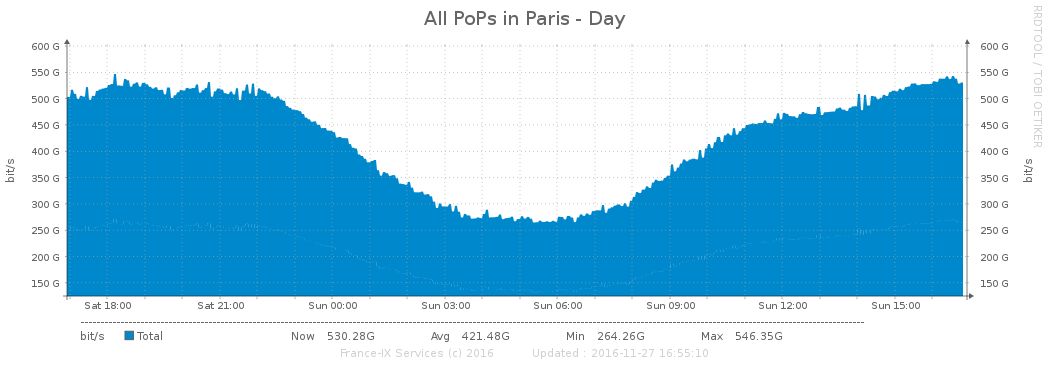 All PoPs in Paris - Day
RRDTOOL / TOBI OETIKER
bit/s
bit/s
600 G 600 G
550 G 550 G
500 G 500 G
450 G 450 G
400 G 400 G
350 G 350 G
300 G 300 G
250 G 250 G
200 G 200 G
150 G 150 G
Sat 18:00 Sat 21:00 Sun 00:00 Sun 03:00 Sun 06:00 Sun 09:00 Sun 12:00 Sun 15:00
bit/s Total Now 530.28G Avg 421.48G Min 264.26G Max 546.35G
France-IX Services (c) 2016 Updated : 2016-11-27 16:55:10